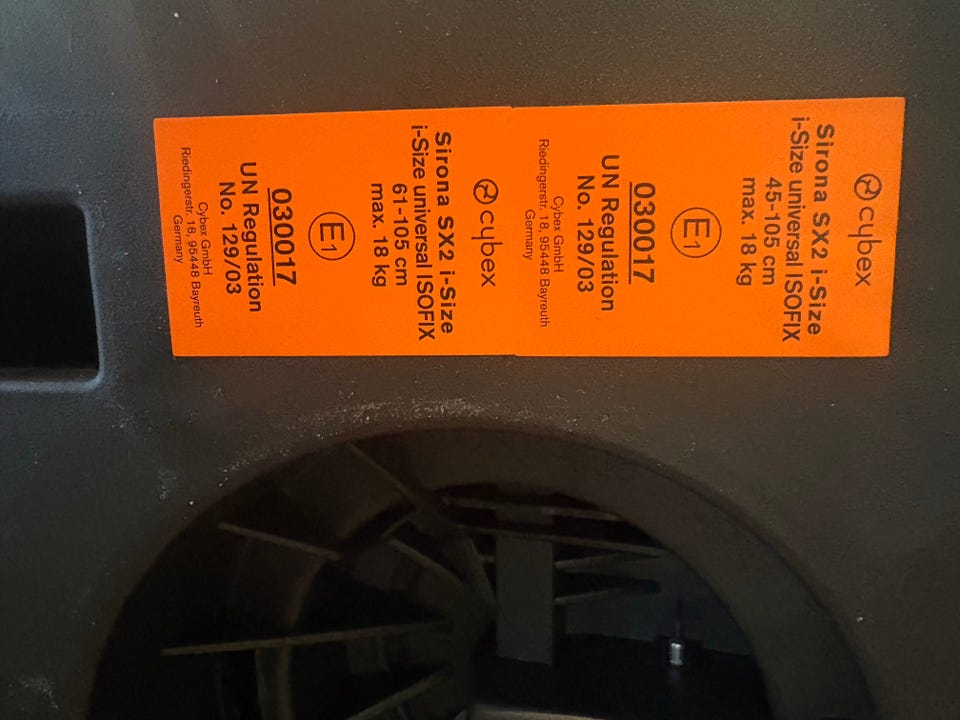 cybex
Sirona SX2 i-Size
i-Size universal ISOFIX
45-105 cm
max. 18 kg
E1
030017
UN Regulation
No. 129/03
Cybex GmbH
Riedingerstr. 18, 95448 Bayreuth
Germany
cybex
Sirona SX2 i-Size
i-Size universal ISOFIX
61-105 cm
max. 18 kg
E1
030017
UN Regulation
No. 129/03
Cybex GmbH
Riedingerstr. 18, 95448 Bayreuth
Germany